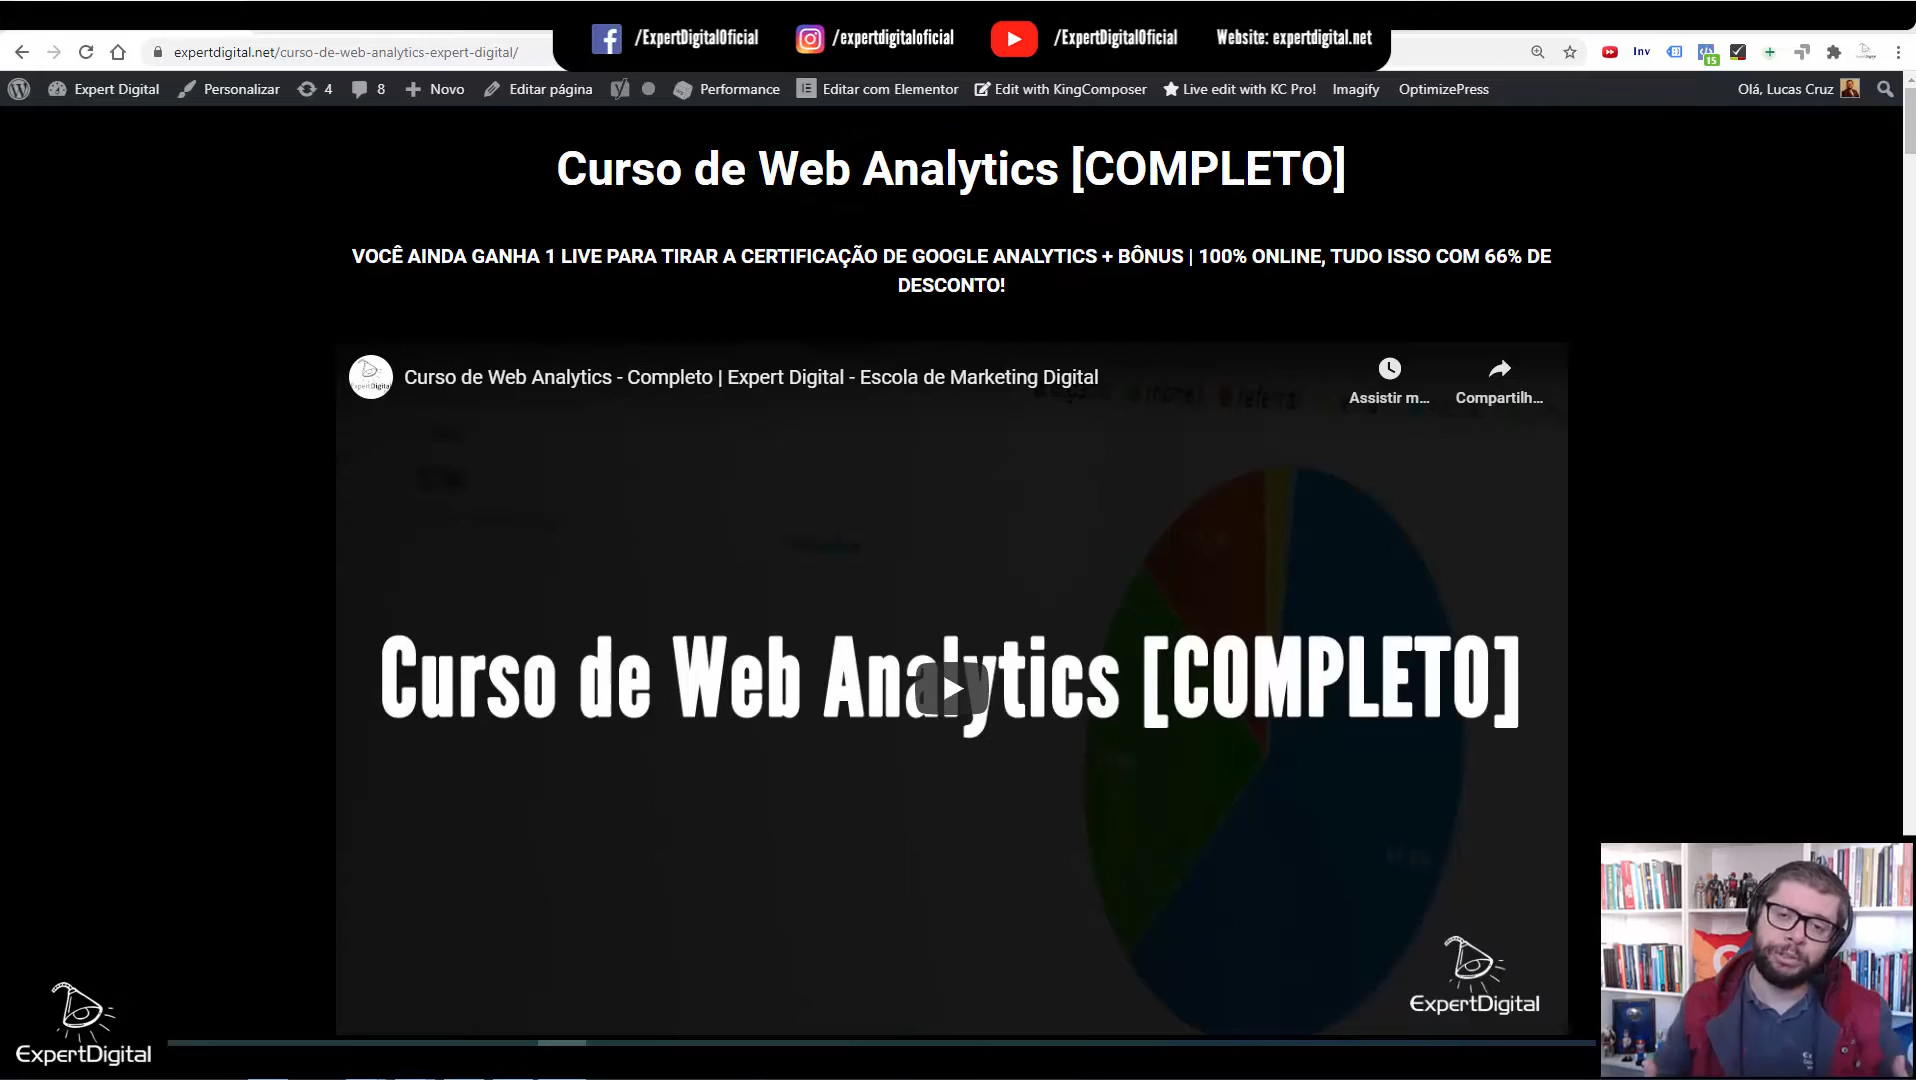 /ExpertDigitalOficial
/expertdigitaloficial
/ExpertDigitalOficial
Website: expertdigital.net
expertdigital.net/curso-de-web-analytics-expert-digital/
Inv
15
Expert Digital
Personalizar
4
8
Novo
Editar página
Performance
Editar com Elementor
Edit with KingComposer
Live edit with KC Pro!
Imagify
OptimizePress
Olá, Lucas Cruz
Curso de Web Analytics [COMPLETO]
VOCÊ AINDA GANHA 1 LIVE PARA TIRAR A CERTIFICAÇÃO DE GOOGLE ANALYTICS + BÔNUS | 100% ONLINE, TUDO ISSO COM 66% DE
DESCONTO!
Curso de Web Analytics - Completo | Expert Digital - Escola de Marketing Digital
Assistir m...
Compartilh...
Curso de Web Analytics [COMPLETO]
ExpertDigital
ExpertDigital